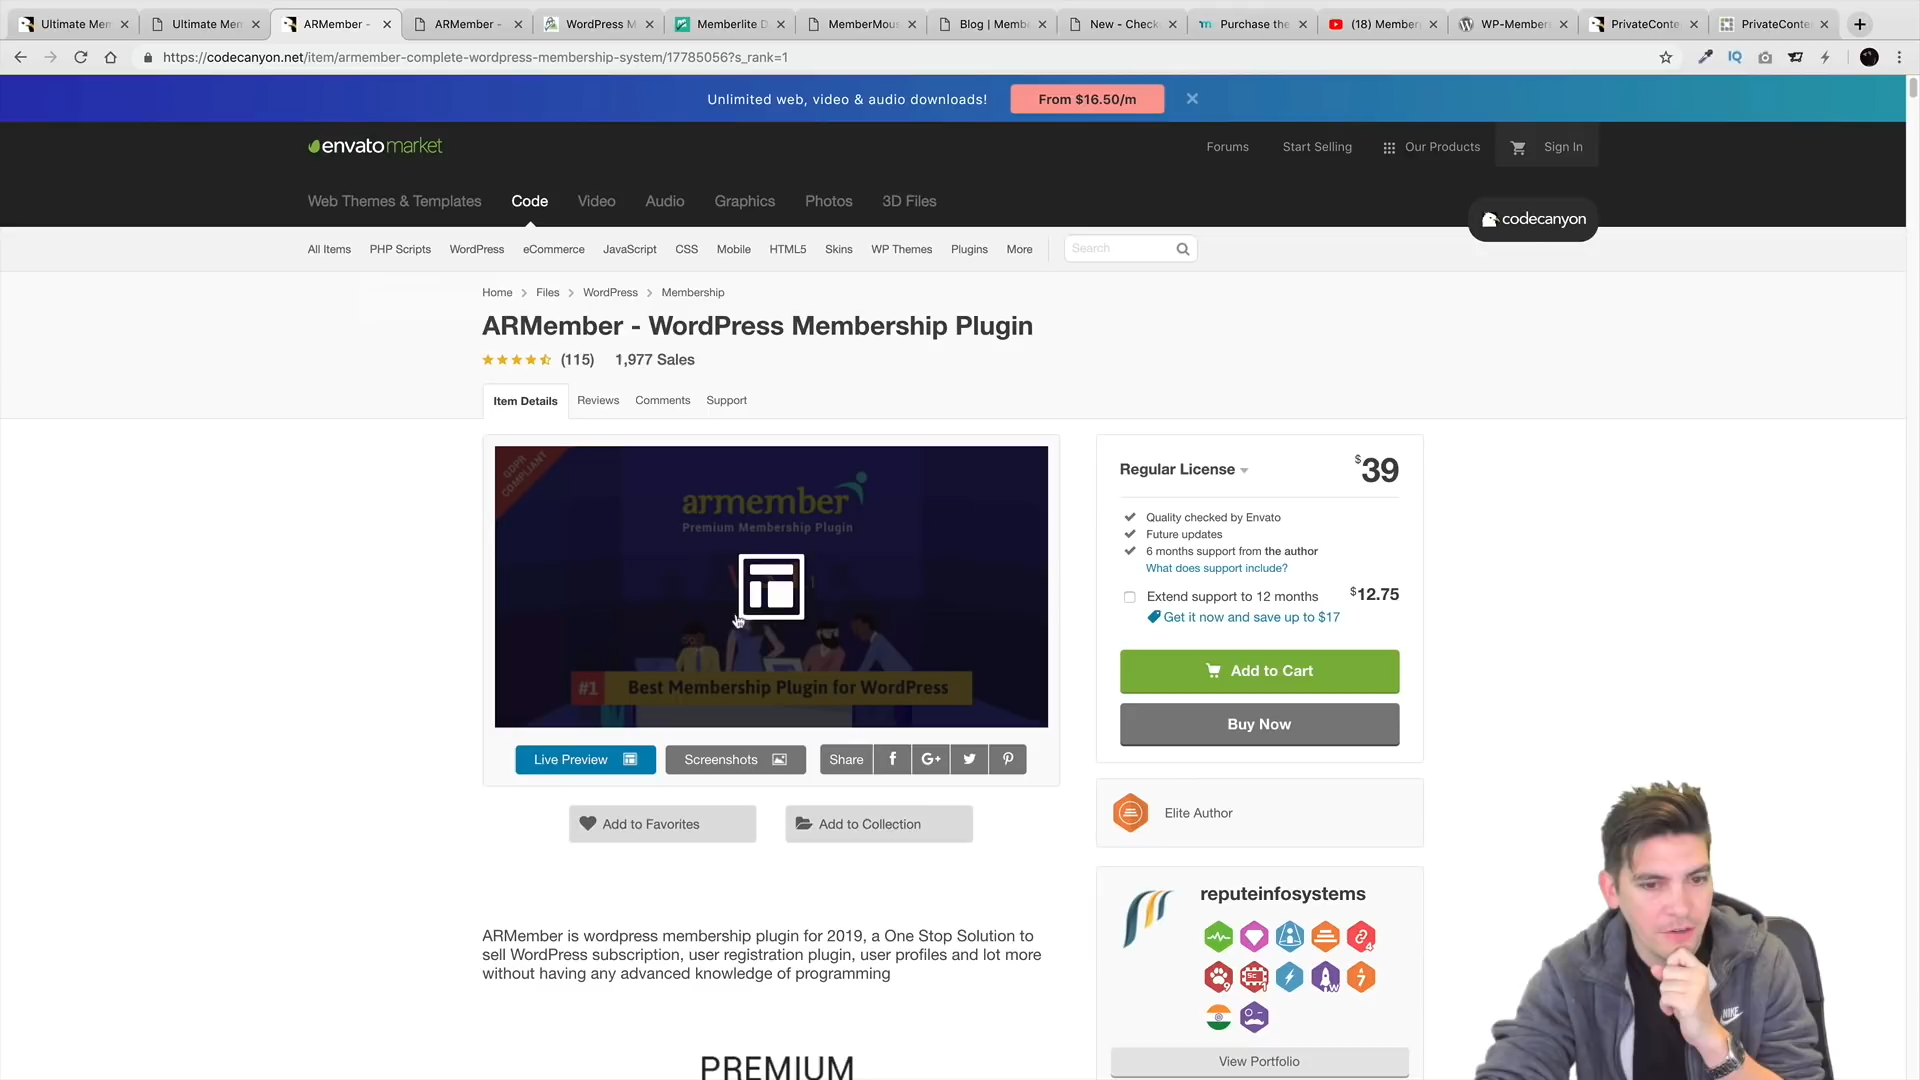 Ultimate Mem
Ultimate Mem
ARMember -
ARMember -
WordPress M
Memberlite D
MemberMous
Blog | Memb
New - Check
Purchase the
(18) Member
WP-Members
PrivateConte
PrivateConte
https://codecanyon.net/item/armember-complete-wordpress-membership-system/17785056?s_rank=1
IQ
Unlimited web, video & audio downloads!
From $16.50/m
envatomarket
Forums
Start Selling
Our Products
Sign In
Web Themes & Templates
Code
Video
Audio
Graphics
Photos
3D Files
codecanyon
All Items
PHP Scripts
WordPress
eCommerce
JavaScript
CSS
Mobile
HTML5
Skins
WP Themes
Plugins
More
Search
Home > Files > WordPress > Membership
ARMember - WordPress Membership Plugin
(115) 1,977 Sales
Item Details
Reviews
Comments
Support
GDPR
COMPLIANT
armember
Premium Membership Plugin
#1 Best Membership Plugin for WordPress
Live Preview
Screenshots
Share
G+
Add to Favorites
Add to Collection
ARMember is wordpress membership plugin for 2019, a One Stop Solution to
sell WordPress subscription, user registration plugin, user profiles and lot more
without having any advanced knowledge of programming
PREMIUM
Regular License
$39
Quality checked by Envato
Future updates
6 months support from the author
What does support include?
Extend support to 12 months
$12.75
Get it now and save up to $17
Add to Cart
Buy Now
Elite Author
reputeinfosystems
View Portfolio
NIKE